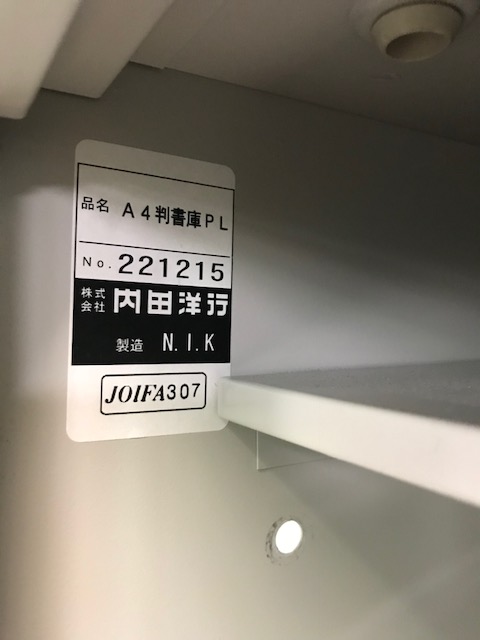 品名 A4判書庫PL
No. 221215
株式会社 内田洋行
製造 N.I.K
JOIFA307